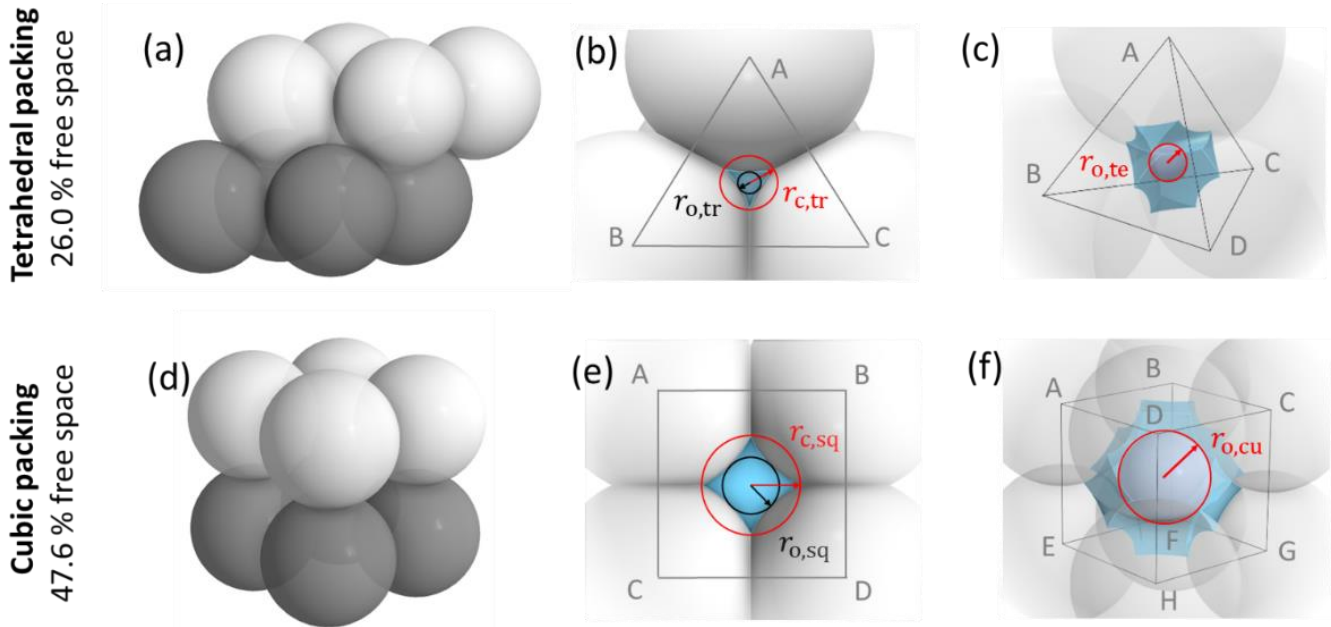 Tetrahedral packing
26.0 % free space
(a)
(b)
A
B
C
r_o,tr
r_c,tr
(c)
A
B
C
D
r_o,te
Cubic packing
47.6 % free space
(d)
(e)
A
B
C
D
r_c,sq
r_o,sq
(f)
A
B
C
D
E
F
G
H
r_o,cu